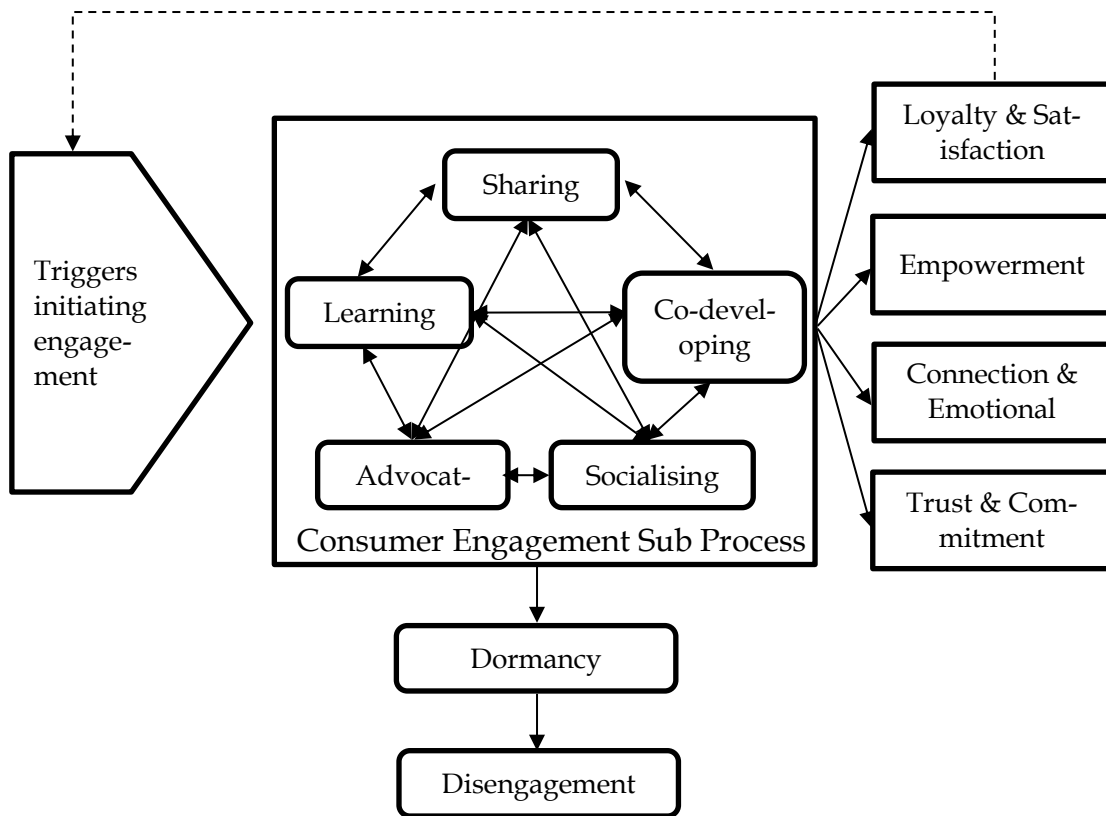 Triggers
initiating
engage-
ment
Sharing
Learning
Co-devel-
oping
Advocat-
Socialising
Consumer Engagement Sub Process
Loyalty & Sat-
isfaction
Empowerment
Connection &
Emotional
Trust & Com-
mitment
Dormancy
Disengagement